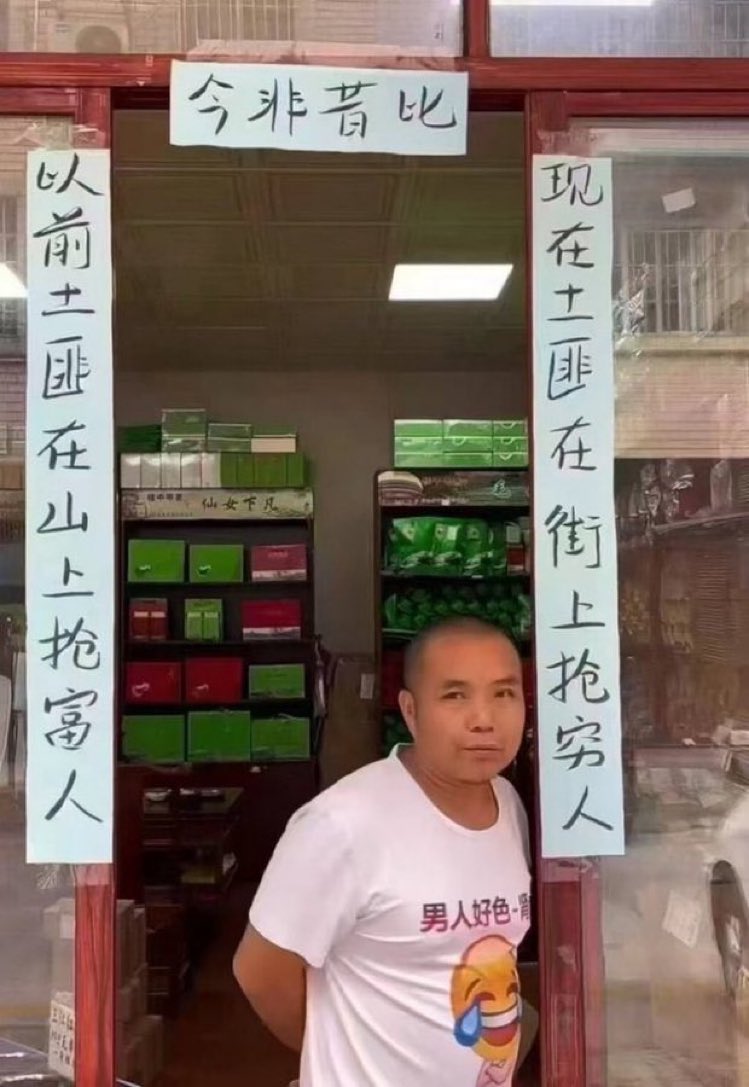 今非昔比
以前土匪在山上抢富人
现在土匪在街上抢穷人
仙女下凡
男人好色-肾